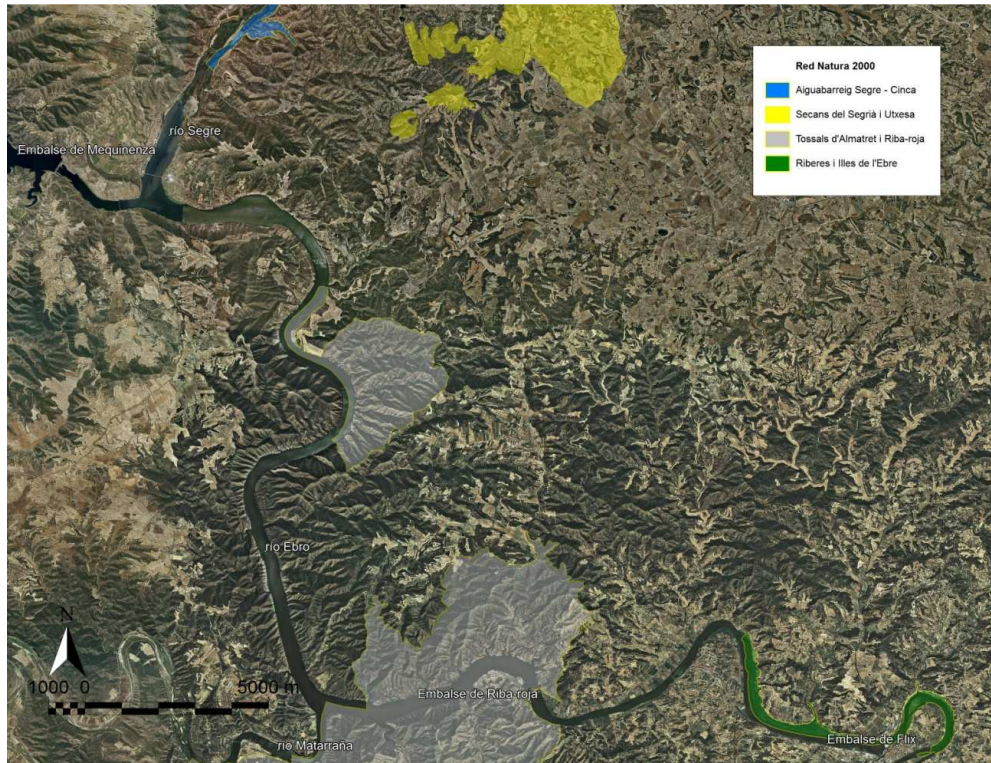 Red Natura 2000
Aiguabarreig Segre - Cinca
Secans del Segrià i Utxesa
Tossals d'Almatret i Riba-roja
Riberes i Illes de l'Ebre
río Segre
Embalse de Mequinenza
río Ebro
N
1000 0 5000 m
Embalse de Riba-roja
Embalse de Flix
río Matarraña